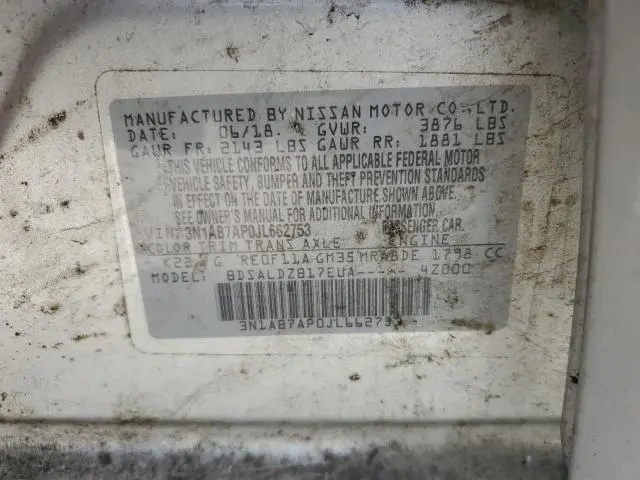 MANUFACTURED BY NISSAN MOTOR CO., LTD.
DATE: 06/18 GVWR: 3876 LBS
GAWR FR: 2143 LBS GAWR RR: 1881 LBS
THIS VEHICLE CONFORMS TO ALL APPLICABLE FEDERAL MOTOR
VEHICLE SAFETY, BUMPER AND THEFT PREVENTION STANDARDS
IN EFFECT ON THE DATE OF MANUFACTURE SHOWN ABOVE.
SEE OWNER'S MANUAL FOR ADDITIONAL INFORMATION.
VIN: 3N1AB7AP0JL662753 PASSENGER CAR.
COLOR TRIM TRANS AXLE ENGINE
K23 G RE0F11A GM35 MRA8DE 1798 CC
MODEL: BDSALDZB17EUA----- 4Z000
3N1AB7AP0JL66275